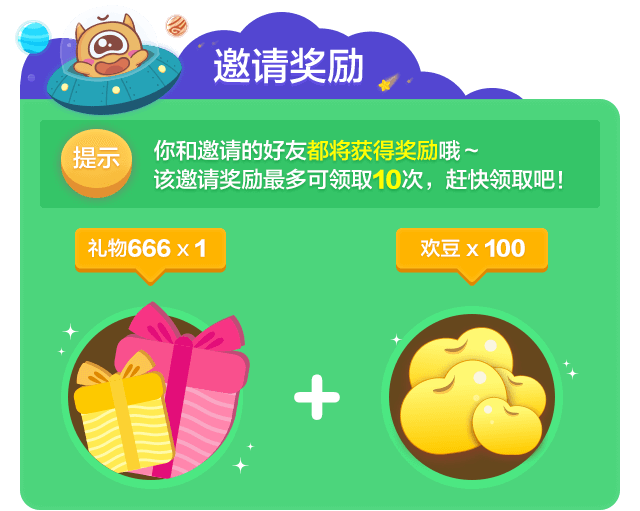 邀请奖励
提示
你和邀请的好友都将获得奖励哦～
该邀请奖励最多可领取10次，赶快领取吧！
礼物666 x 1
欢豆 x 100